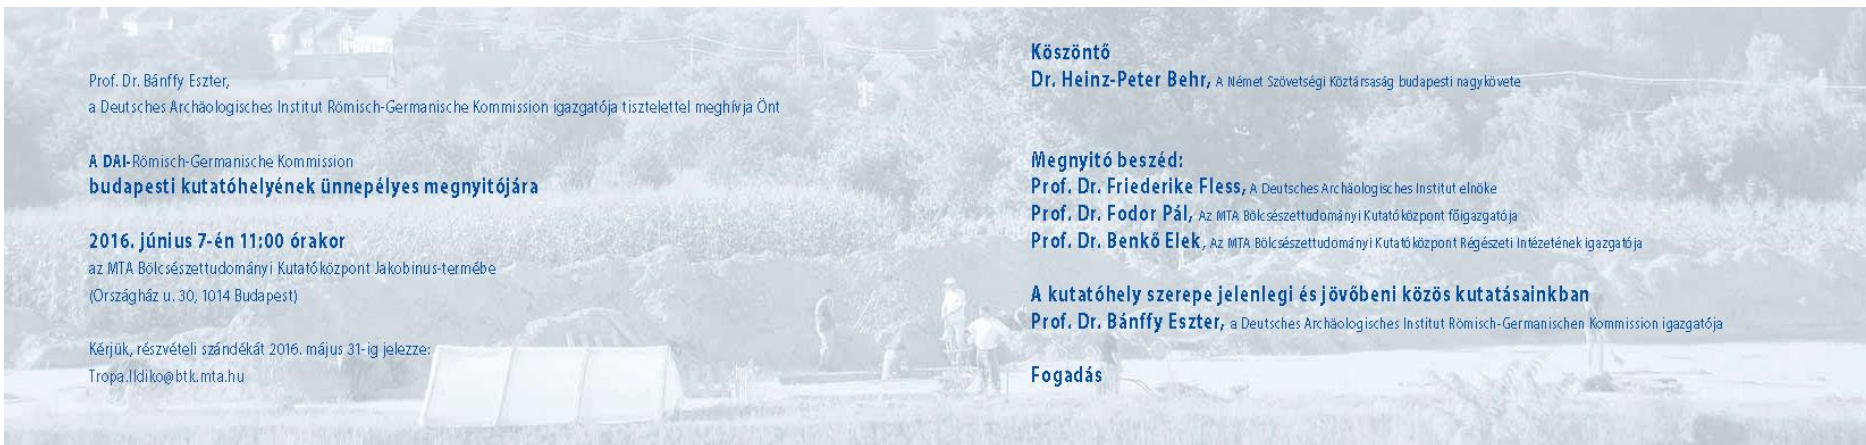 Prof. Dr. Bánffy Eszter,
a Deutsches Archäologisches Institut Römisch-Germanische Kommission igazgatója tisztelettel meghívja Önt
A DAI-Römisch-Germanische Kommission
budapesti kutatóhelyének ünnepélyes megnyitójára
2016. június 7-én 11:00 órakor
az MTA Bölcsészettudományi Kutatóközpont Jakobinus-termébe
(Országház u. 30, 1014 Budapest)
Kérjük, részvételi szándékát 2016. május 31-ig jelezze:
Tropa.Ildiko@btk.mta.hu
Köszöntő
Dr. Heinz-Peter Behr, A Német Szövetségi Köztársaság budapesti nagykövete
Megnyitó beszéd:
Prof. Dr. Friederike Fless, A Deutsches Archäologisches Institut elnöke
Prof. Dr. Fodor Pál, Az MTA Bölcsészettudományi Kutatóközpont főigazgatója
Prof. Dr. Benkő Elek, Az MTA Bölcsészettudományi Kutatóközpont Régészeti Intézetének igazgatója
A kutatóhely szerepe jelenlegi és jövőbeni közös kutatásainkban
Prof. Dr. Bánffy Eszter, a Deutsches Archäologisches Institut Römisch-Germanischen Kommission igazgatója
Fogadás